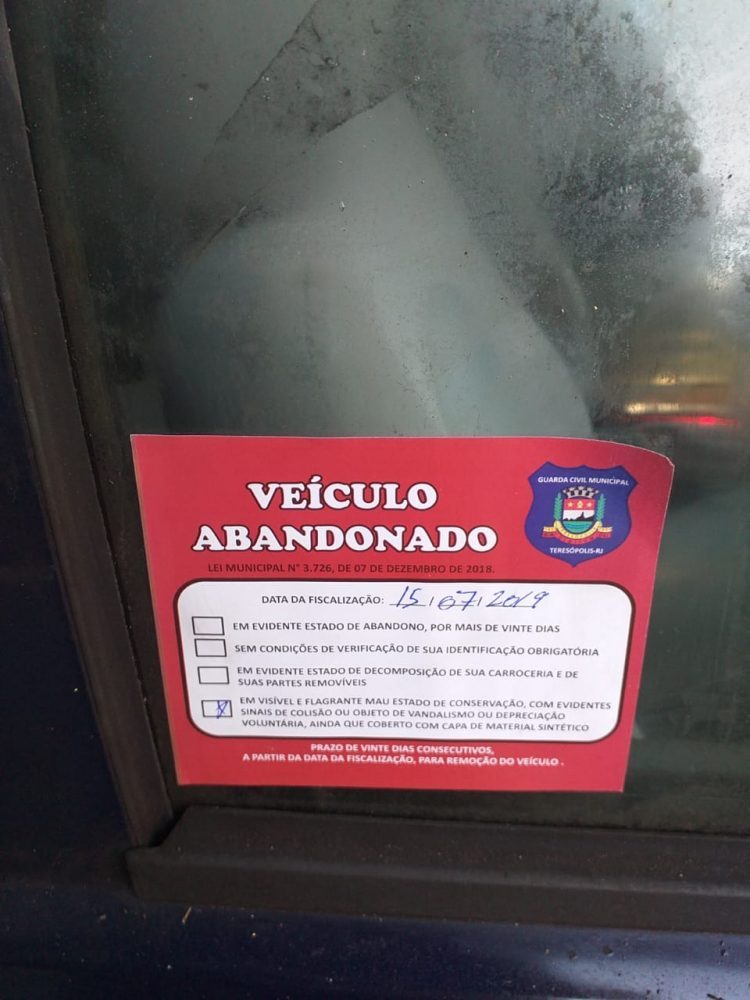 VEÍCULO
ABANDONADO
GUARDA CIVIL MUNICIPAL
TERESÓPOLIS-RJ
LEI MUNICIPAL N° 3.726, DE 07 DE DEZEMBRO DE 2018.
DATA DA FISCALIZAÇÃO: 15/07/2019
EM EVIDENTE ESTADO DE ABANDONO, POR MAIS DE VINTE DIAS
SEM CONDIÇÕES DE VERIFICAÇÃO DE SUA IDENTIFICAÇÃO OBRIGATÓRIA
EM EVIDENTE ESTADO DE DECOMPOSIÇÃO DE SUA CARROCERIA E DE
SUAS PARTES REMOVÍVEIS
EM VISÍVEL E FLAGRANTE MAU ESTADO DE CONSERVAÇÃO, COM EVIDENTES
SINAIS DE COLISÃO OU OBJETO DE VANDALISMO OU DEPRECIAÇÃO
VOLUNTÁRIA, AINDA QUE COBERTO COM CAPA DE MATERIAL SINTÉTICO
PRAZO DE VINTE DIAS CONSECUTIVOS,
A PARTIR DA DATA DA FISCALIZAÇÃO, PARA REMOÇÃO DO VEÍCULO .